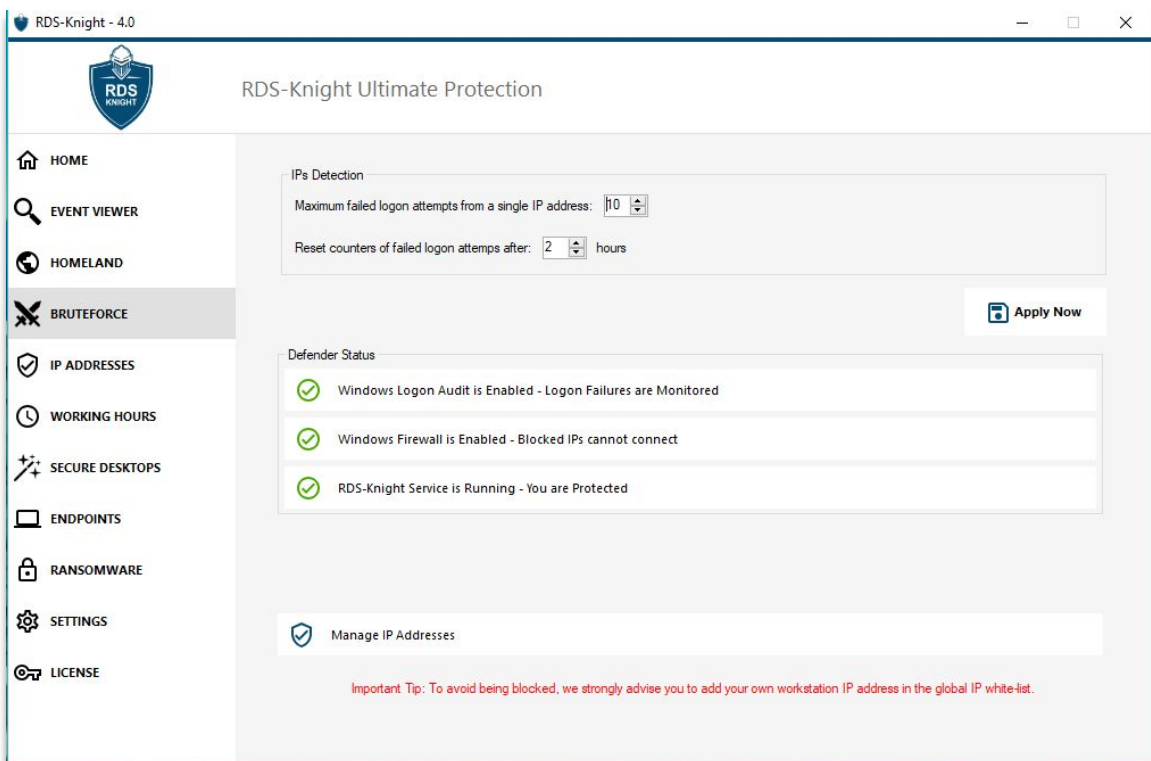 RDS-Knight - 4.0
RDS
KNIGHT
RDS-Knight Ultimate Protection
HOME
EVENT VIEWER
HOMELAND
BRUTEFORCE
IP ADDRESSES
WORKING HOURS
SECURE DESKTOPS
ENDPOINTS
RANSOMWARE
SETTINGS
LICENSE
IPs Detection
Maximum failed logon attempts from a single IP address: 10
Reset counters of failed logon attemps after: 2 hours
Apply Now
Defender Status
Windows Logon Audit is Enabled - Logon Failures are Monitored
Windows Firewall is Enabled - Blocked IPs cannot connect
RDS-Knight Service is Running - You are Protected
Manage IP Addresses
Important Tip: To avoid being blocked, we strongly advise you to add your own workstation IP address in the global IP white-list.